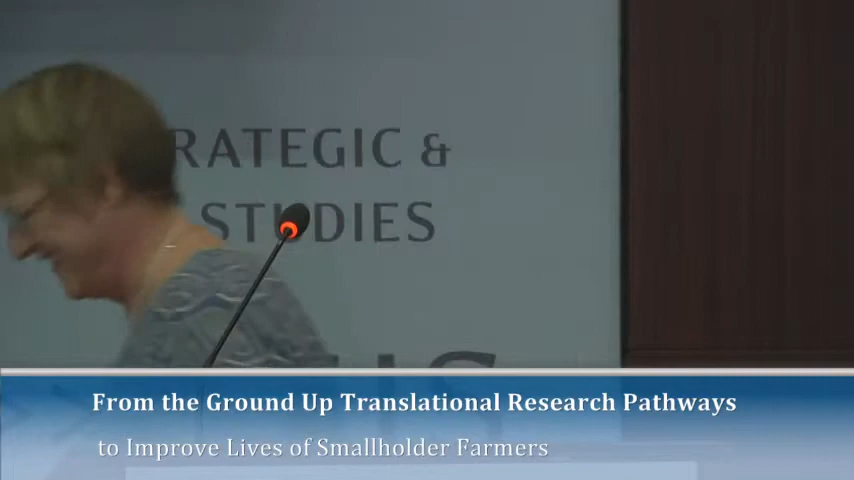 RATEGIC &
STUDIES
From the Ground Up Translational Research Pathways
to Improve Lives of Smallholder Farmers